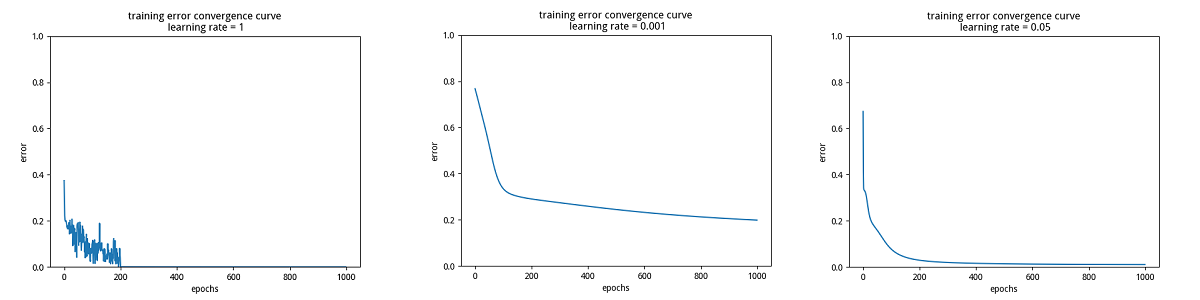 training error convergence curve
learning rate = 1
1.0
0.8
0.6
0.4
0.2
0.0
error
0 200 400 600 800 1000
epochs
training error convergence curve
learning rate = 0.001
1.0
0.8
0.6
0.4
0.2
0.0
error
0 200 400 600 800 1000
epochs
training error convergence curve
learning rate = 0.05
1.0
0.8
0.6
0.4
0.2
0.0
error
0 200 400 600 800 1000
epochs